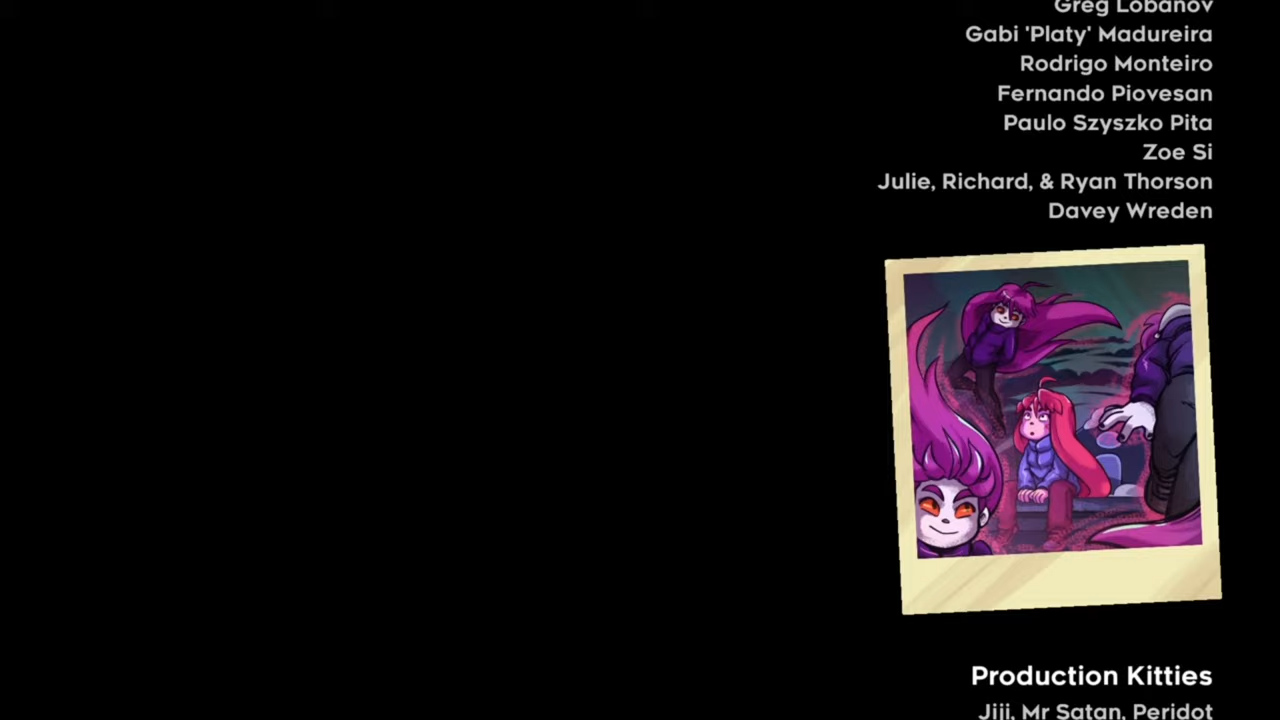 Greg Lobanov
Gabi 'Platy' Madureira
Rodrigo Monteiro
Fernando Piovesan
Paulo Szyszko Pita
Zoe Si
Julie, Richard, & Ryan Thorson
Davey Wreden
Production Kitties
Jiji, Mr Satan, Peridot